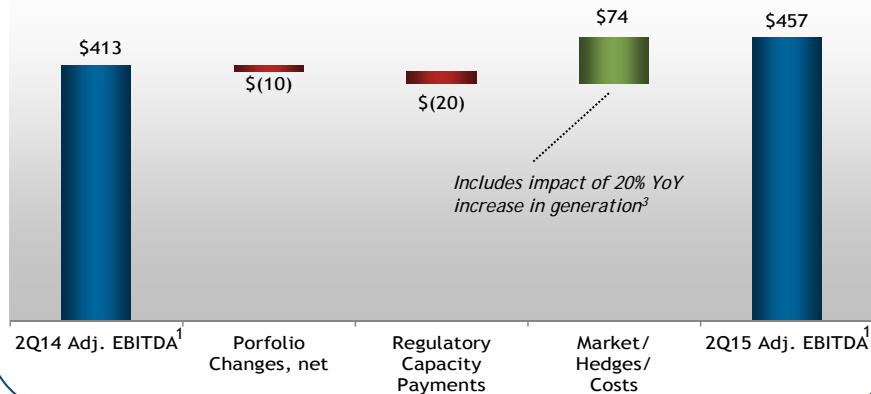 $413
$(10)
$(20)
$74
$457
Includes impact of 20% YoY
increase in generation3
2Q14 Adj. EBITDA1
Porfolio
Changes, net
Regulatory
Capacity
Payments
Market/
Hedges/
Costs
2Q15 Adj. EBITDA1